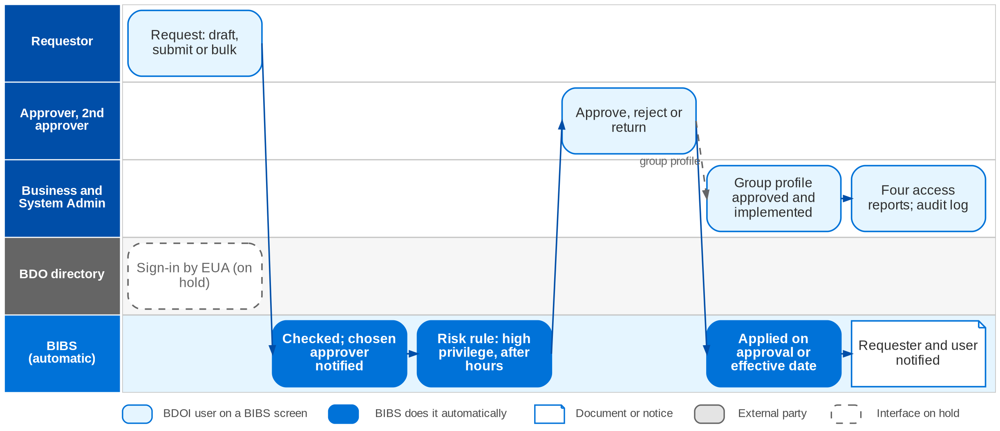 Requestor
Request: draft,
submit or bulk
Approver, 2nd
approver
Approve, reject or
return
group profile
Business and
System Admin
Group profile
approved and
implemented
Four access
reports; audit log
BDO directory
Sign-in by EUA (on
hold)
BIBS
(automatic)
Checked; chosen
approver
notified
Risk rule: high
privilege, after
hours
Applied on
approval or
effective date
Requester and user
notified
BDOI user on a BIBS screen
BIBS does it automatically
Document or notice
External party
Interface on hold